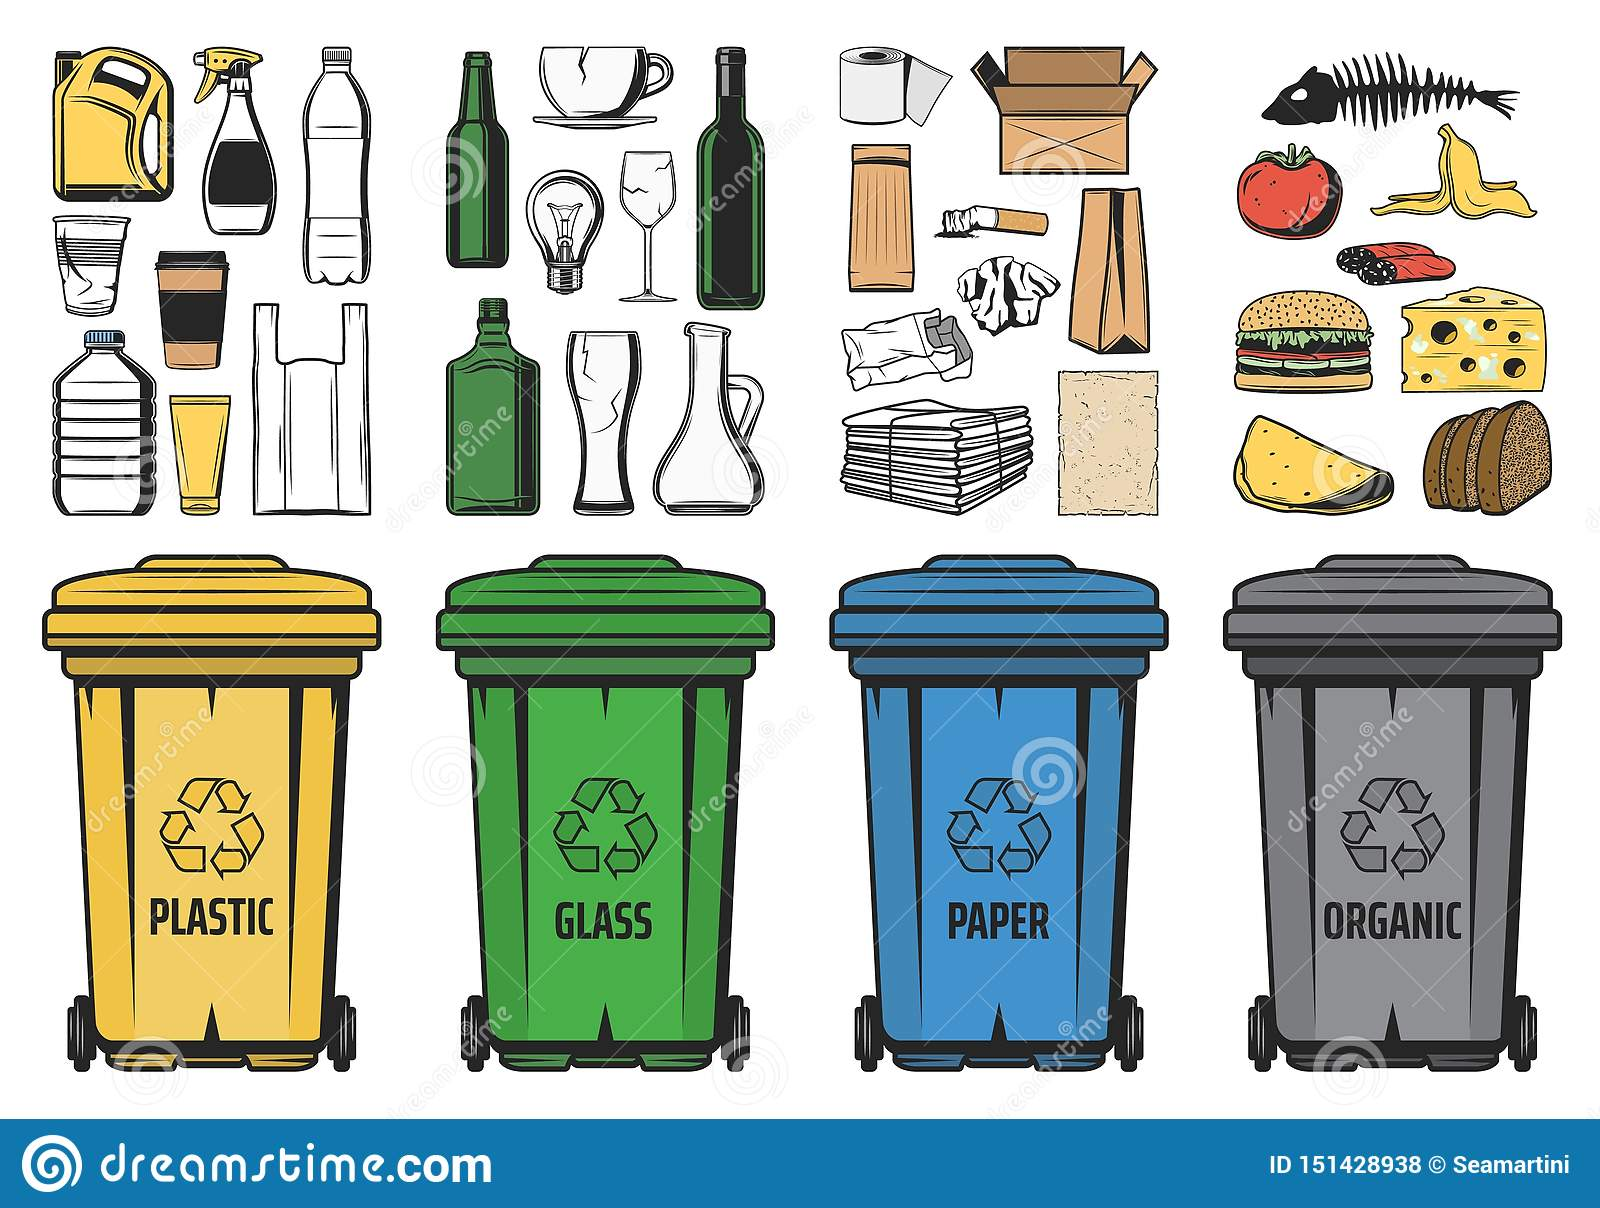 PLASTIC
GLASS
PAPER
ORGANIC
dreamstime.com
ID 151428938 © Seamartini